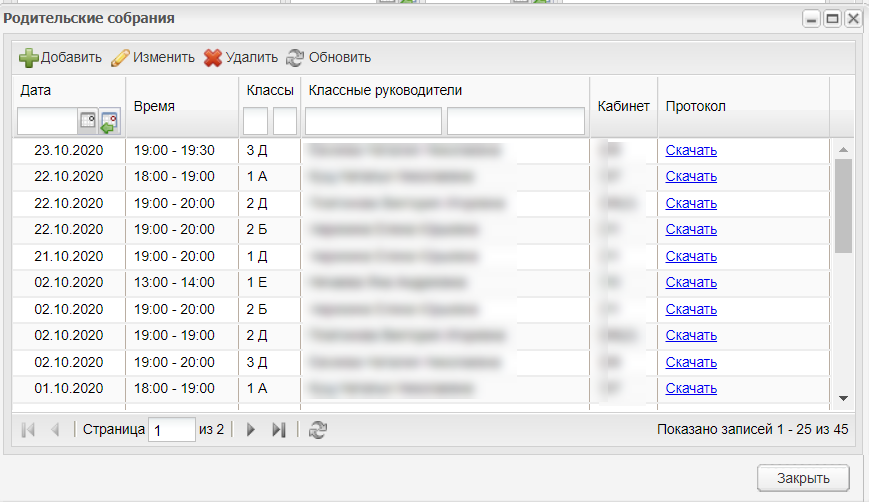 Родительские собрания
Добавить Изменить Удалить Обновить
Дата Время Классы Классные руководители Кабинет Протокол
23.10.2020 19:00 - 19:30 3 Д Скачать
22.10.2020 18:00 - 19:00 1 А Скачать
22.10.2020 19:00 - 20:00 2 Д Скачать
22.10.2020 19:00 - 20:00 2 Б Скачать
21.10.2020 19:00 - 20:00 1 Д Скачать
02.10.2020 13:00 - 14:00 1 Е Скачать
02.10.2020 19:00 - 20:00 2 Б Скачать
02.10.2020 19:00 - 19:00 2 Д Скачать
02.10.2020 19:00 - 20:00 3 Д Скачать
01.10.2020 18:00 - 19:00 1 А Скачать
Страница 1 из 2 Показано записей 1 - 25 из 45
Закрыть